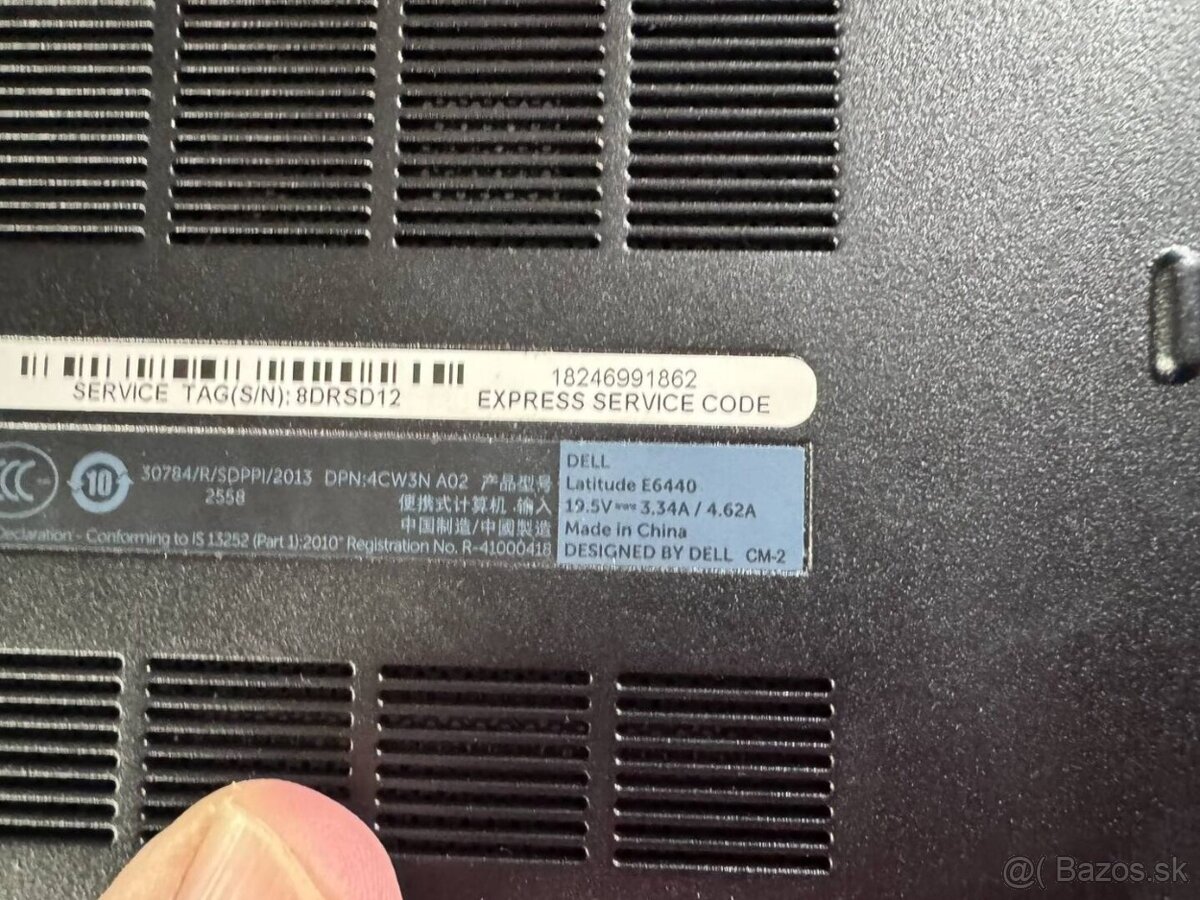 18246991862
SERVICE TAG(S/N): 8DRSD12
EXPRESS SERVICE CODE
CCC
10
30784/R/SDPPI/2013 DPN:4CW3N A02 产品型号
2558
便携式计算机 输入
中国制造/中國製造
Declaration - Conforming to IS 13252 (Part 1):2010" Registration No. R-41000418
DELL
Latitude E6440
19.5V⎓ 3.34A / 4.62A
Made in China
DESIGNED BY DELL CM-2
@( Bazos.sk